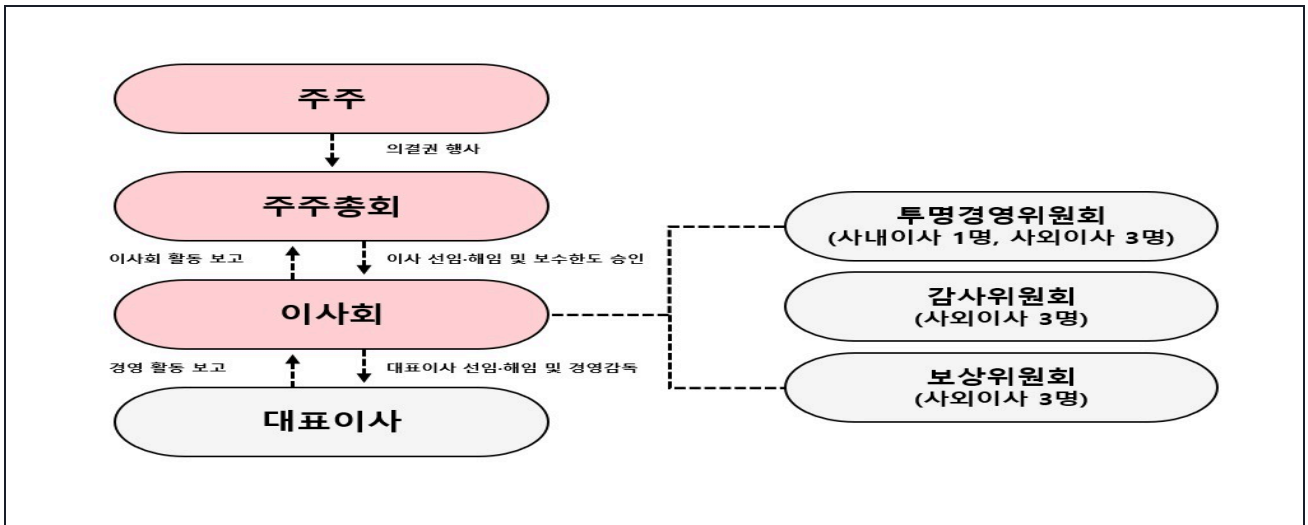 주주
의결권 행사
주주총회
이사회 활동 보고
이사 선임·해임 및 보수한도 승인
이사회
경영 활동 보고
대표이사 선임·해임 및 경영감독
대표이사
투명경영위원회
(사내이사 1명, 사외이사 3명)
감사위원회
(사외이사 3명)
보상위원회
(사외이사 3명)